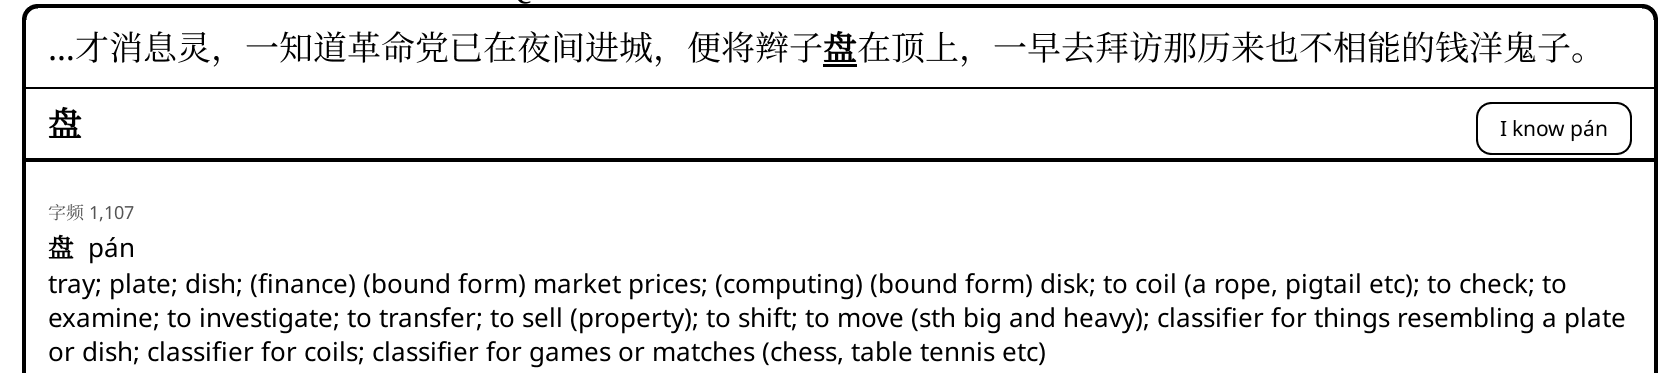 ...才消息灵，一知道革命党已在夜间进城，便将辫子盘在顶上，一早去拜访那历来也不相能的钱洋鬼子。
盘
I know pán
字频 1,107
盘 pán
tray; plate; dish; (finance) (bound form) market prices; (computing) (bound form) disk; to coil (a rope, pigtail etc); to check; to
examine; to investigate; to transfer; to sell (property); to shift; to move (sth big and heavy); classifier for things resembling a plate
or dish; classifier for coils; classifier for games or matches (chess, table tennis etc)